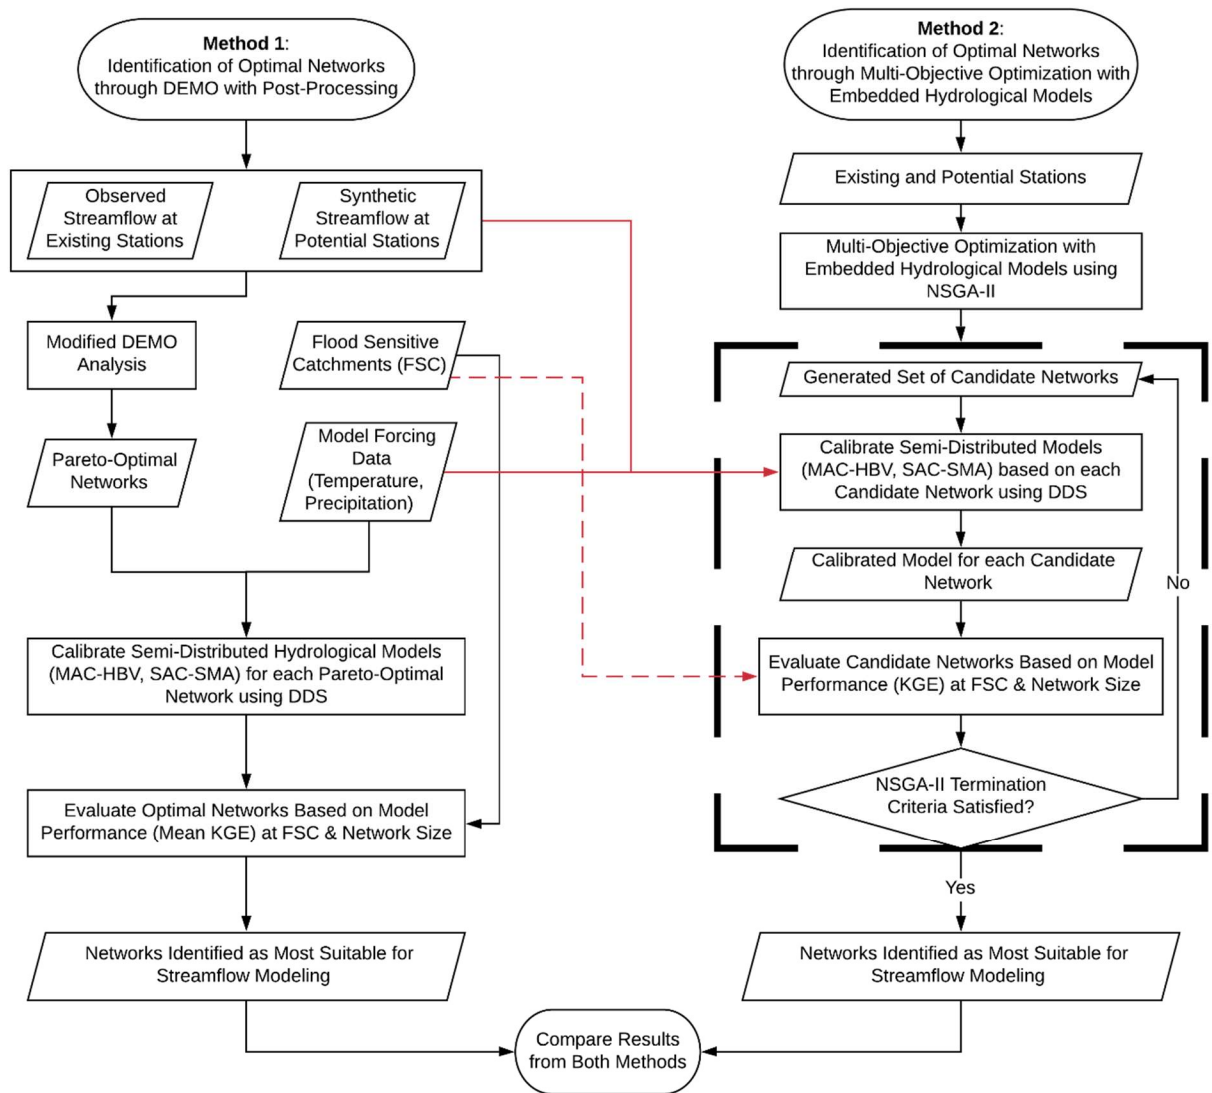 Method 1:
Identification of Optimal Networks
through DEMO with Post-Processing
Observed
Streamflow at
Existing Stations
Synthetic
Streamflow at
Potential Stations
Modified DEMO
Analysis
Flood Sensitive
Catchments (FSC)
Pareto-Optimal
Networks
Model Forcing
Data
(Temperature,
Precipitation)
Calibrate Semi-Distributed Hydrological Models
(MAC-HBV, SAC-SMA) for each Pareto-Optimal
Network using DDS
Evaluate Optimal Networks Based on Model
Performance (Mean KGE) at FSC & Network Size
Networks Identified as Most Suitable for
Streamflow Modeling
Method 2:
Identification of Optimal Networks
through Multi-Objective Optimization with
Embedded Hydrological Models
Existing and Potential Stations
Multi-Objective Optimization with
Embedded Hydrological Models using
NSGA-II
Generated Set of Candidate Networks
Calibrate Semi-Distributed Models
(MAC-HBV, SAC-SMA) based on each
Candidate Network using DDS
Calibrated Model for each Candidate
Network
No
Evaluate Candidate Networks Based on Model
Performance (KGE) at FSC & Network Size
NSGA-II Termination
Criteria Satisfied?
Yes
Networks Identified as Most Suitable for
Streamflow Modeling
Compare Results
from Both Methods